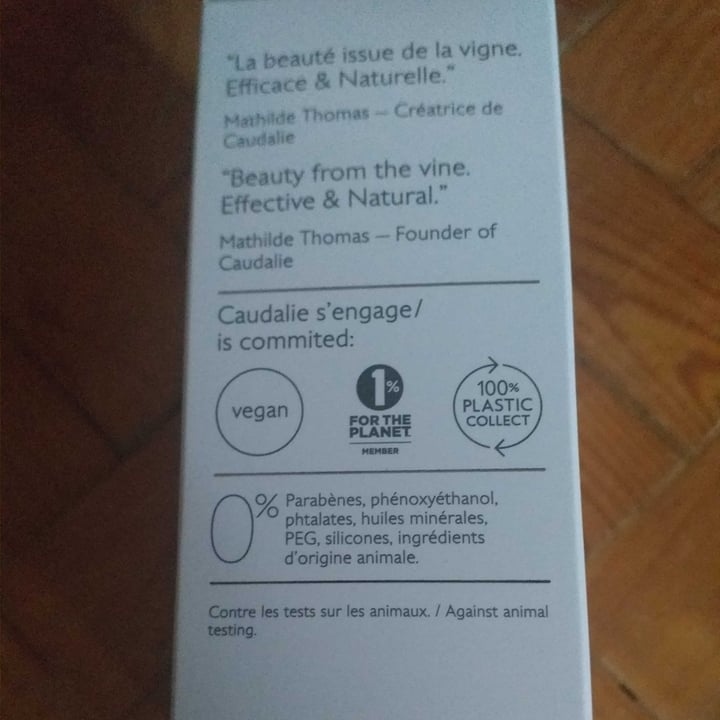 "La beauté issue de la vigne.
Efficace & Naturelle."
Mathilde Thomas — Créatrice de
Caudalie
"Beauty from the vine.
Effective & Natural."
Mathilde Thomas — Founder of
Caudalie
Caudalie s'engage/
is commited:
vegan
1%
FOR THE
PLANET
MEMBER
100%
PLASTIC
COLLECT
0% Parabènes, phénoxyéthanol,
phtalates, huiles minérales,
PEG, silicones, ingrédients
d'origine animale.
Contre les tests sur les animaux. / Against animal
testing.